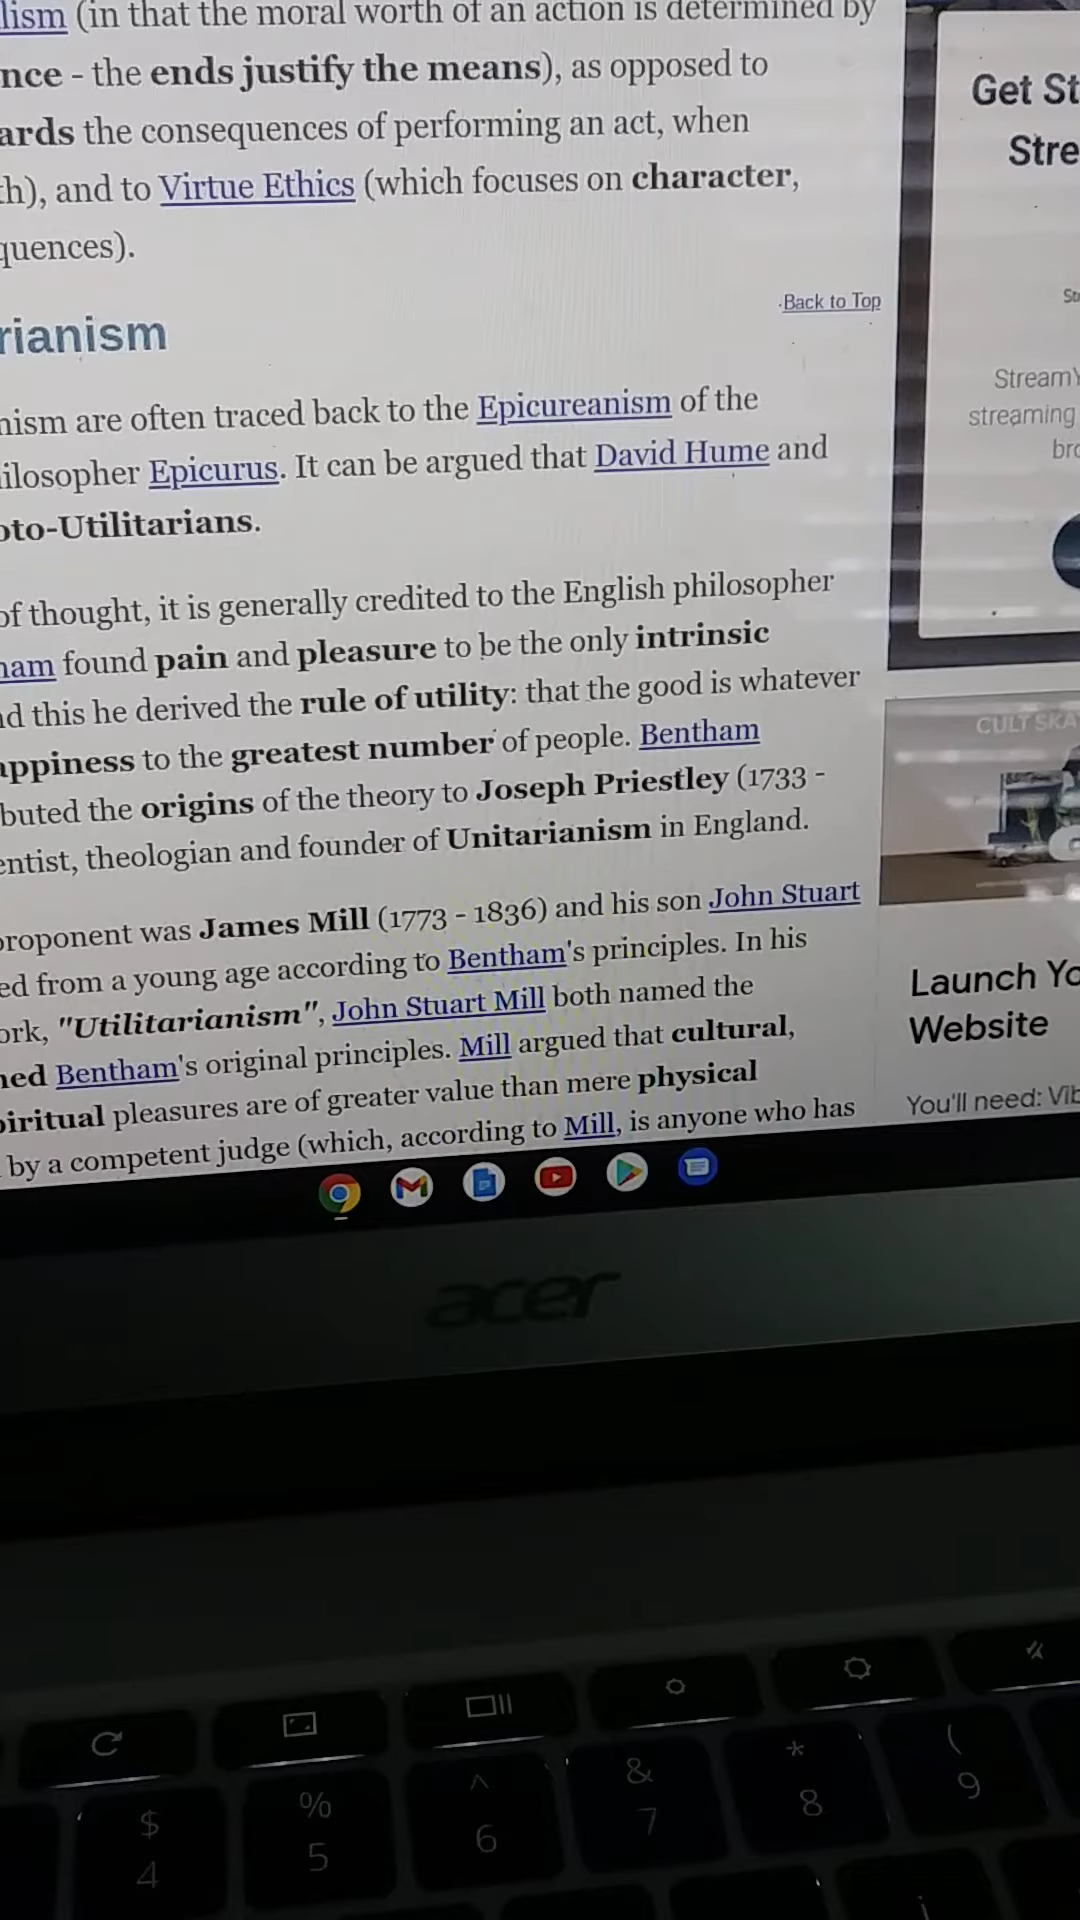 lism (in that the moral worth of an action is determined by
nce - the ends justify the means), as opposed to
ards the consequences of performing an act, when
th), and to Virtue Ethics (which focuses on character,
quences).
Back to Top
rianism
nism are often traced back to the Epicureanism of the
ilosopher Epicurus. It can be argued that David Hume and
oto-Utilitarians.
of thought, it is generally credited to the English philosopher
ham found pain and pleasure to be the only intrinsic
nd this he derived the rule of utility: that the good is whatever
appiness to the greatest number of people. Bentham
buted the origins of the theory to Joseph Priestley (1733 -
entist, theologian and founder of Unitarianism in England.
proponent was James Mill (1773 - 1836) and his son John Stuart
ed from a young age according to Bentham's principles. In his
ork, "Utilitarianism", John Stuart Mill both named the
ned Bentham's original principles. Mill argued that cultural,
piritual pleasures are of greater value than mere physical
by a competent judge (which, according to Mill, is anyone who has
Get St
Stre
St
StreamY
streaming
bro
CULT SKA
Launch Yo
Website
You'll need: Vib
acer
$ % ^ & * (
4 5 6 7 8 9
i